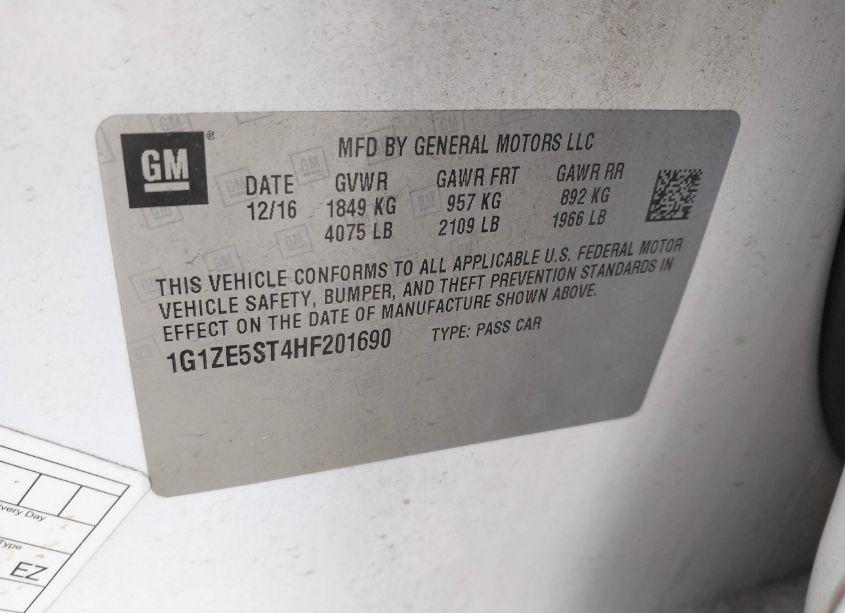 GM
®
MFD BY GENERAL MOTORS LLC
DATE GVWR GAWR FRT GAWR RR
12/16 1849 KG 957 KG 892 KG
4075 LB 2109 LB 1966 LB
THIS VEHICLE CONFORMS TO ALL APPLICABLE U.S. FEDERAL MOTOR
VEHICLE SAFETY, BUMPER, AND THEFT PREVENTION STANDARDS IN
EFFECT ON THE DATE OF MANUFACTURE SHOWN ABOVE.
1G1ZE5ST4HF201690 TYPE: PASS CAR
Day
Type
EZ